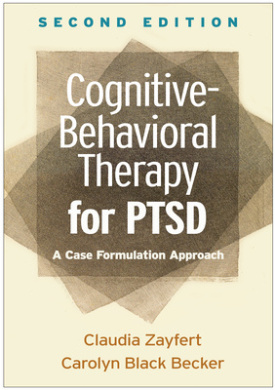 SECOND EDITION
Cognitive-
Behavioral
Therapy
for PTSD
A Case Formulation Approach
Claudia Zayfert
Carolyn Black Becker